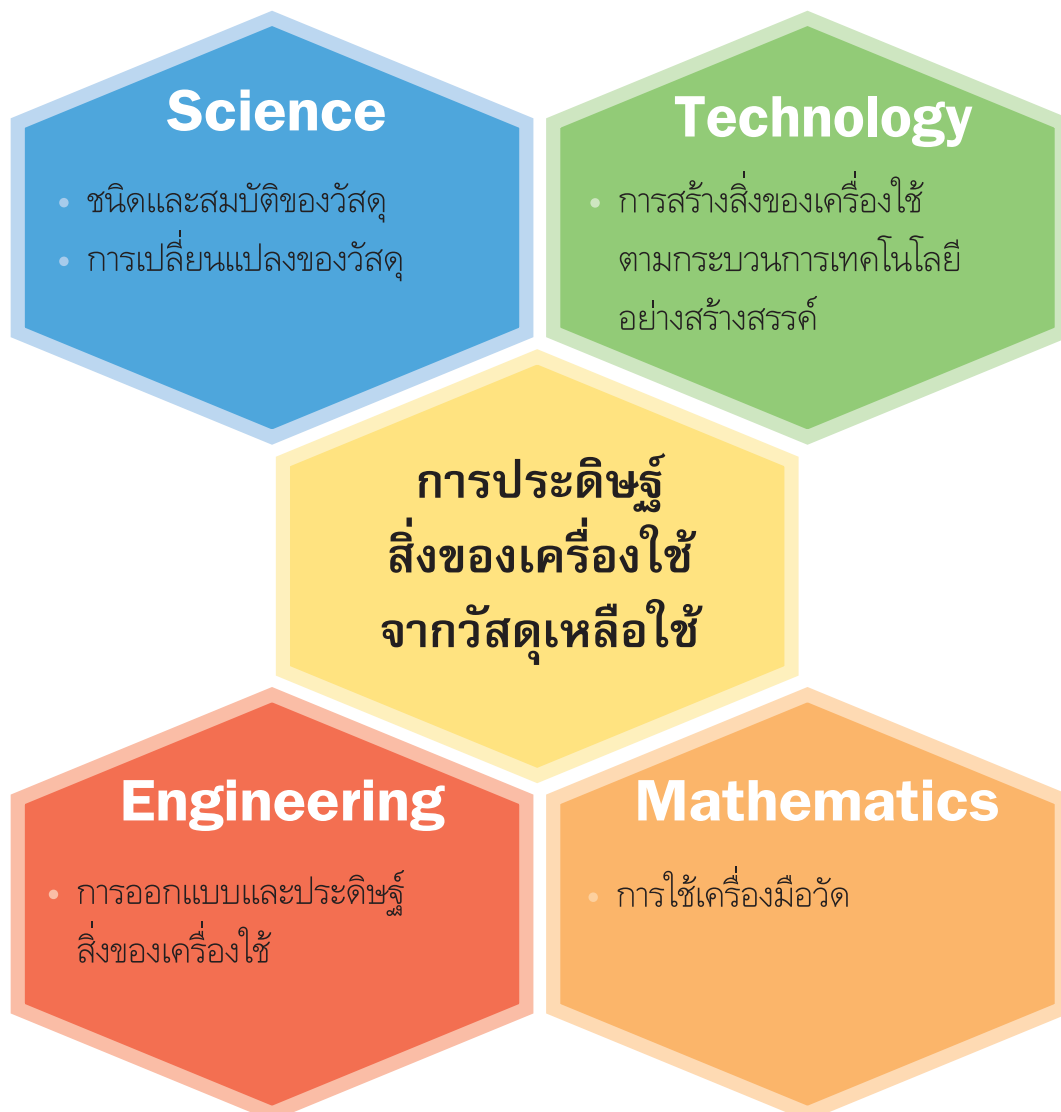 Science
• ชนิดและสมบัติของวัสดุ
• การเปลี่ยนแปลงของวัสดุ
Technology
• การสร้างสิ่งของเครื่องใช้
ตามกระบวนการเทคโนโลยี
อย่างสร้างสรรค์
การประดิษฐ์
สิ่งของเครื่องใช้
จากวัสดุเหลือใช้
Engineering
• การออกแบบและประดิษฐ์
สิ่งของเครื่องใช้
Mathematics
• การใช้เครื่องมือวัด